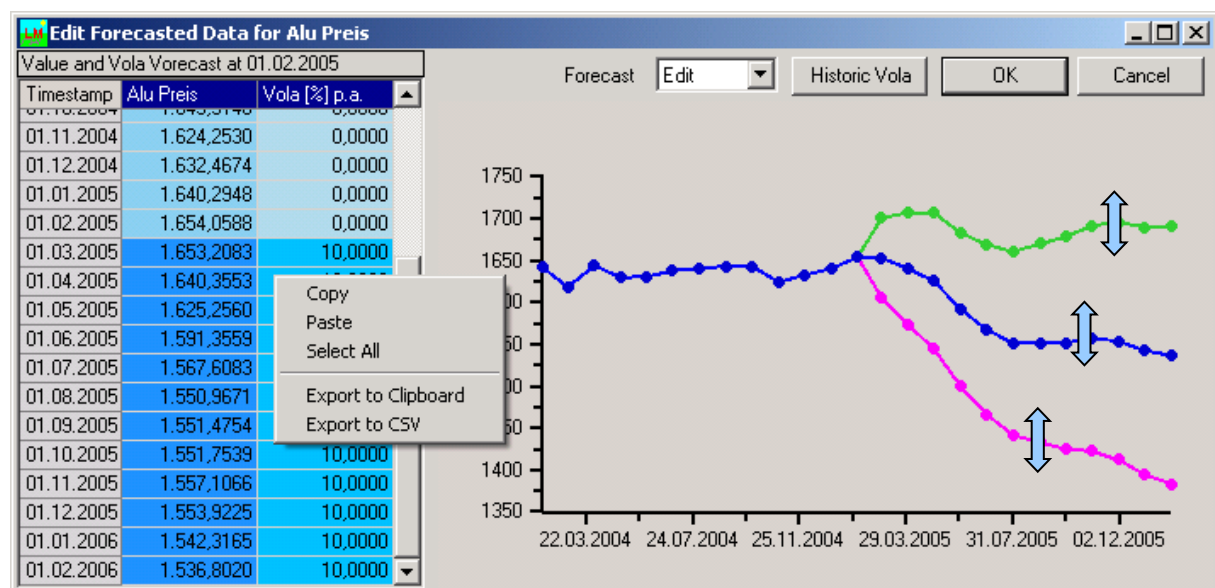 LM Edit Forecasted Data for Alu Preis
Value and Vola Vorecast at 01.02.2005
Forecast Edit Historic Vola OK Cancel
Timestamp Alu Preis Vola [%] p.a.
01.11.2004 1.624,2530 0,0000
01.12.2004 1.632,4674 0,0000
01.01.2005 1.640,2948 0,0000
01.02.2005 1.654,0588 0,0000
01.03.2005 1.653,2083 10,0000
01.04.2005 1.640,3553
01.05.2005 1.625,2560
01.06.2005 1.591,3559
01.07.2005 1.567,6083
01.08.2005 1.550,9671
01.09.2005 1.551,4754
01.10.2005 1.551,7539 10,0000
01.11.2005 1.557,1066 10,0000
01.12.2005 1.553,9225 10,0000
01.01.2006 1.542,3165 10,0000
01.02.2006 1.536,8020 10,0000
Copy
Paste
Select All
Export to Clipboard
Export to CSV
1750
1700
1650
00
50
00
50
1400
1350
22.03.2004 24.07.2004 25.11.2004 29.03.2005 31.07.2005 02.12.2005